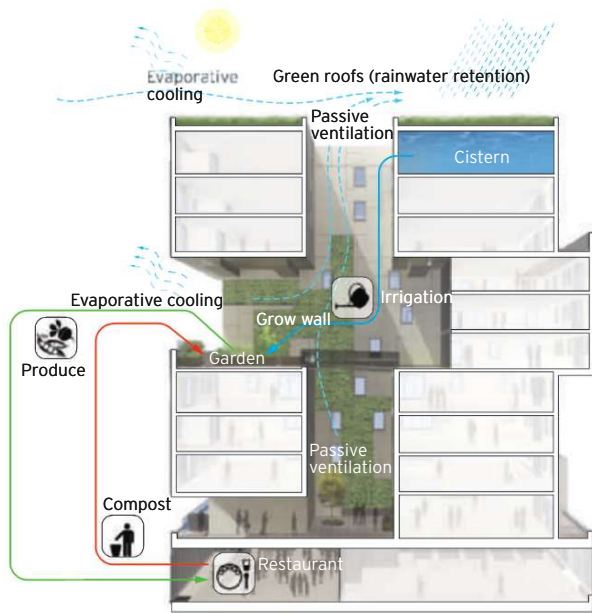 Evaporative
cooling
Green roofs (rainwater retention)
Passive
ventilation
Cistern
Evaporative cooling
Irrigation
Grow wall
Garden
Produce
Passive
ventilation
Compost
Restaurant